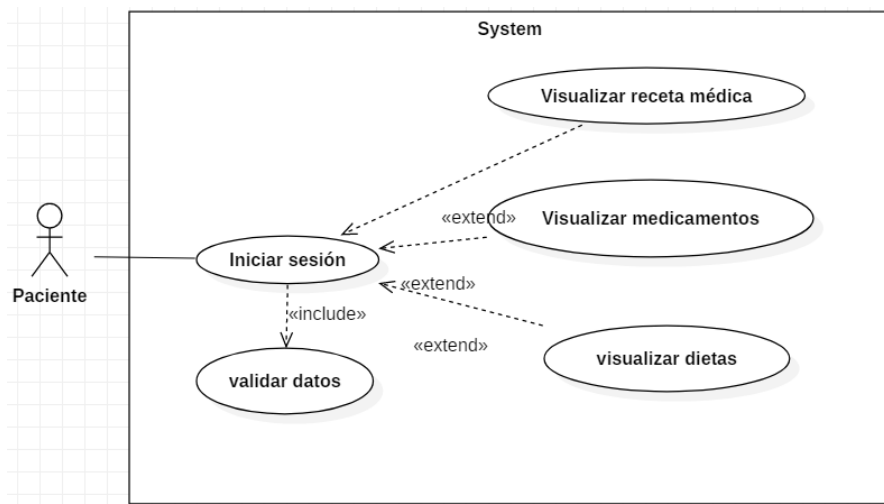 System
Visualizar receta médica
«extend»
Visualizar medicamentos
Iniciar sesión
«extend»
Paciente
«include»
«extend»
visualizar dietas
validar datos